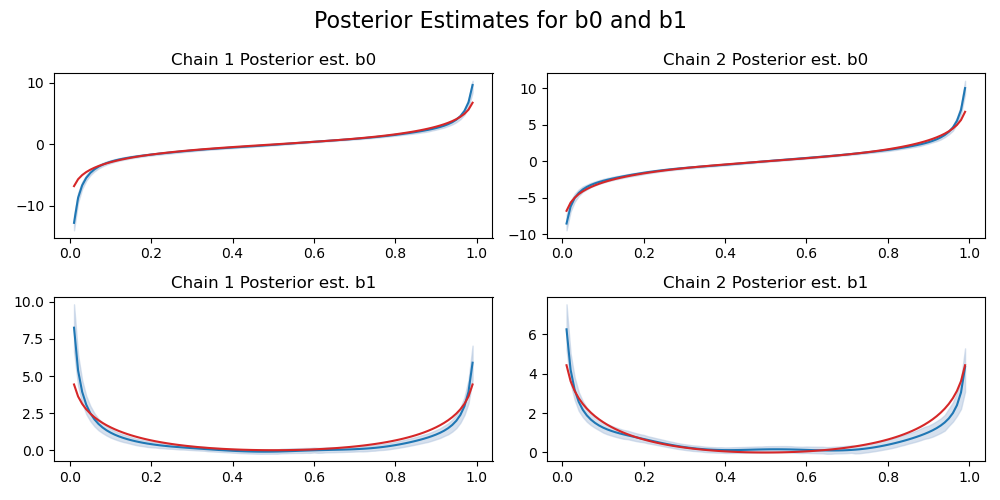 Posterior Estimates for b0 and b1
Chain 1 Posterior est. b0
10
0
−10
0.0 0.2 0.4 0.6 0.8 1.0
Chain 2 Posterior est. b0
10
5
0
−5
−10
0.0 0.2 0.4 0.6 0.8 1.0
Chain 1 Posterior est. b1
10.0
7.5
5.0
2.5
0.0
0.0 0.2 0.4 0.6 0.8 1.0
Chain 2 Posterior est. b1
6
4
2
0
0.0 0.2 0.4 0.6 0.8 1.0